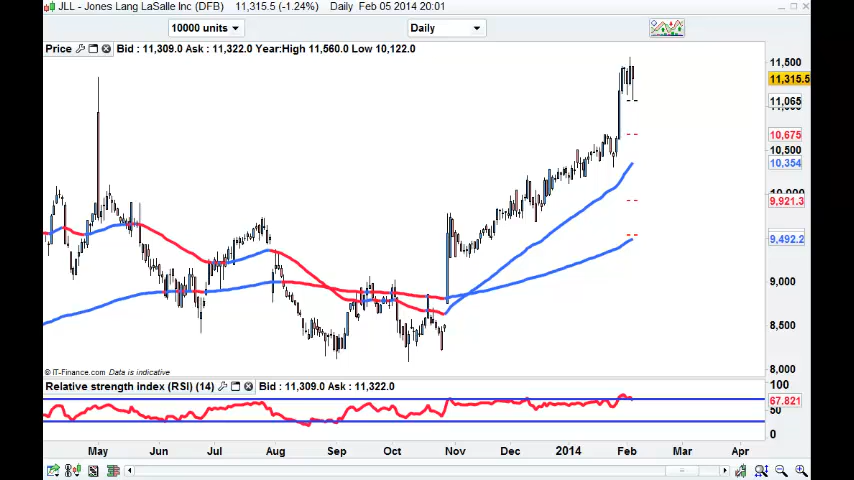 JLL - Jones Lang LaSalle Inc (DFB) 11,315.5 (-1.24%) Daily Feb 05 2014 20:01
10000 units Daily
Price Bid : 11,309.0 Ask : 11,322.0 Year:High 11,560.0 Low 10,122.0
11,500
11,315.5
11,065
10,675
10,500
10,354
9,921.3
9,492.2
9,000
8,500
8,000
© IT-Finance.com Data is indicative
Relative strength index (RSI) (14) Bid : 11,309.0 Ask : 11,322.0
100
67.821
50
0
May Jun Jul Aug Sep Oct Nov Dec 2014 Feb Mar Apr